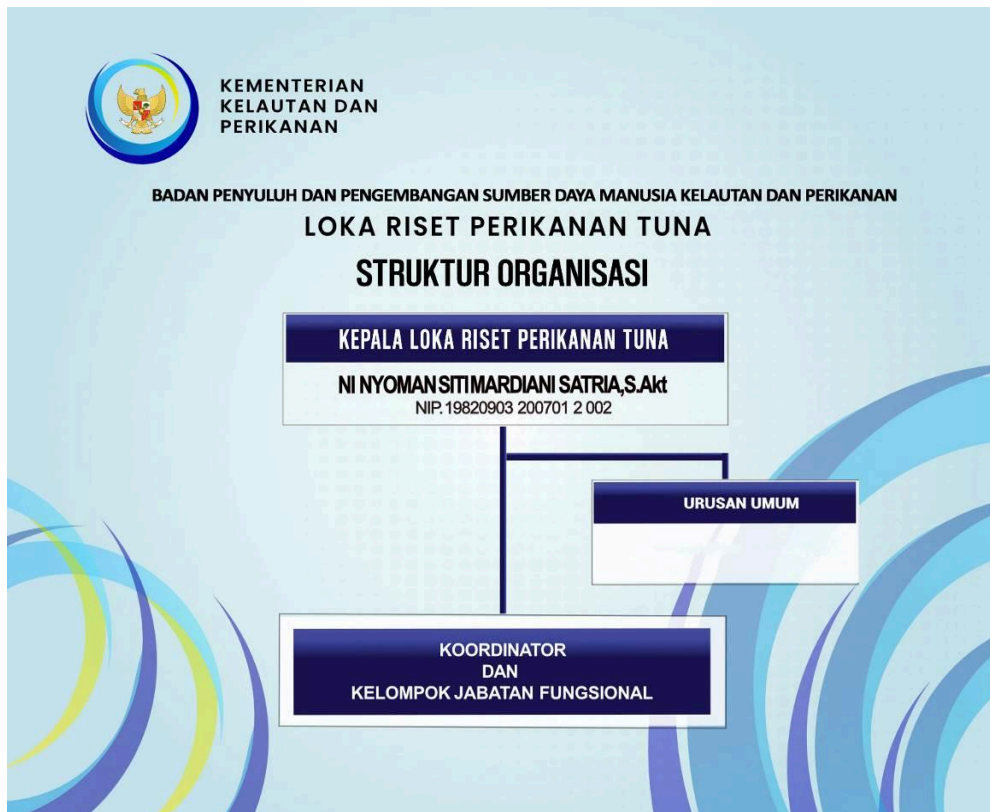 KEMENTERIAN
KELAUTAN DAN
PERIKANAN
BADAN PENYULUH DAN PENGEMBANGAN SUMBER DAYA MANUSIA KELAUTAN DAN PERIKANAN
LOKA RISET PERIKANAN TUNA
STRUKTUR ORGANISASI
KEPALA LOKA RISET PERIKANAN TUNA
NI NYOMAN SITI MARDIANI SATRIA,S.Akt
NIP. 19820903 200701 2 002
URUSAN UMUM
KOORDINATOR
DAN
KELOMPOK JABATAN FUNGSIONAL